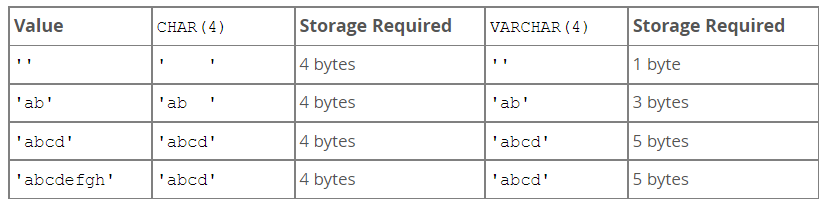 Value CHAR(4) Storage Required VARCHAR(4) Storage Required
'' '    ' 4 bytes '' 1 byte
'ab' 'ab  ' 4 bytes 'ab' 3 bytes
'abcd' 'abcd' 4 bytes 'abcd' 5 bytes
'abcdefgh' 'abcd' 4 bytes 'abcd' 5 bytes